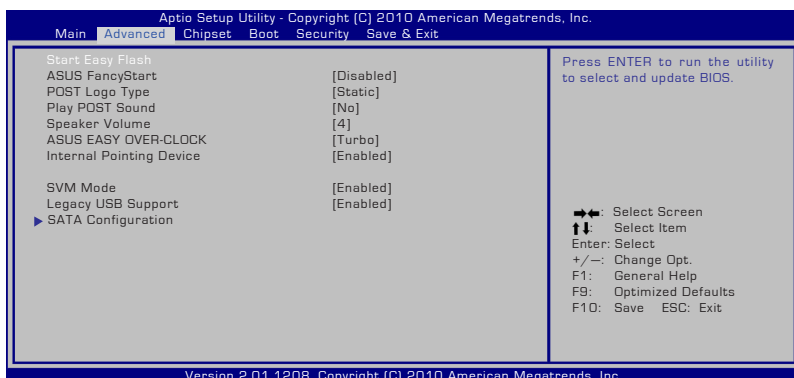 Aptio Setup Utility - Copyright (C) 2010 American Megatrends, Inc.
Main Advanced Chipset Boot Security Save & Exit
Start Easy Flash
ASUS FancyStart [Disabled]
POST Logo Type [Static]
Play POST Sound [No]
Speaker Volume [4]
ASUS EASY OVER-CLOCK [Turbo]
Internal Pointing Device [Enabled]
SVM Mode [Enabled]
Legacy USB Support [Enabled]
SATA Configuration
Press ENTER to run the utility
to select and update BIOS.
→←: Select Screen
↑↓: Select Item
Enter: Select
+/—: Change Opt.
F1: General Help
F9: Optimized Defaults
F10: Save ESC: Exit
Version 2.01.1208. Copyright (C) 2010 American Megatrends, Inc.